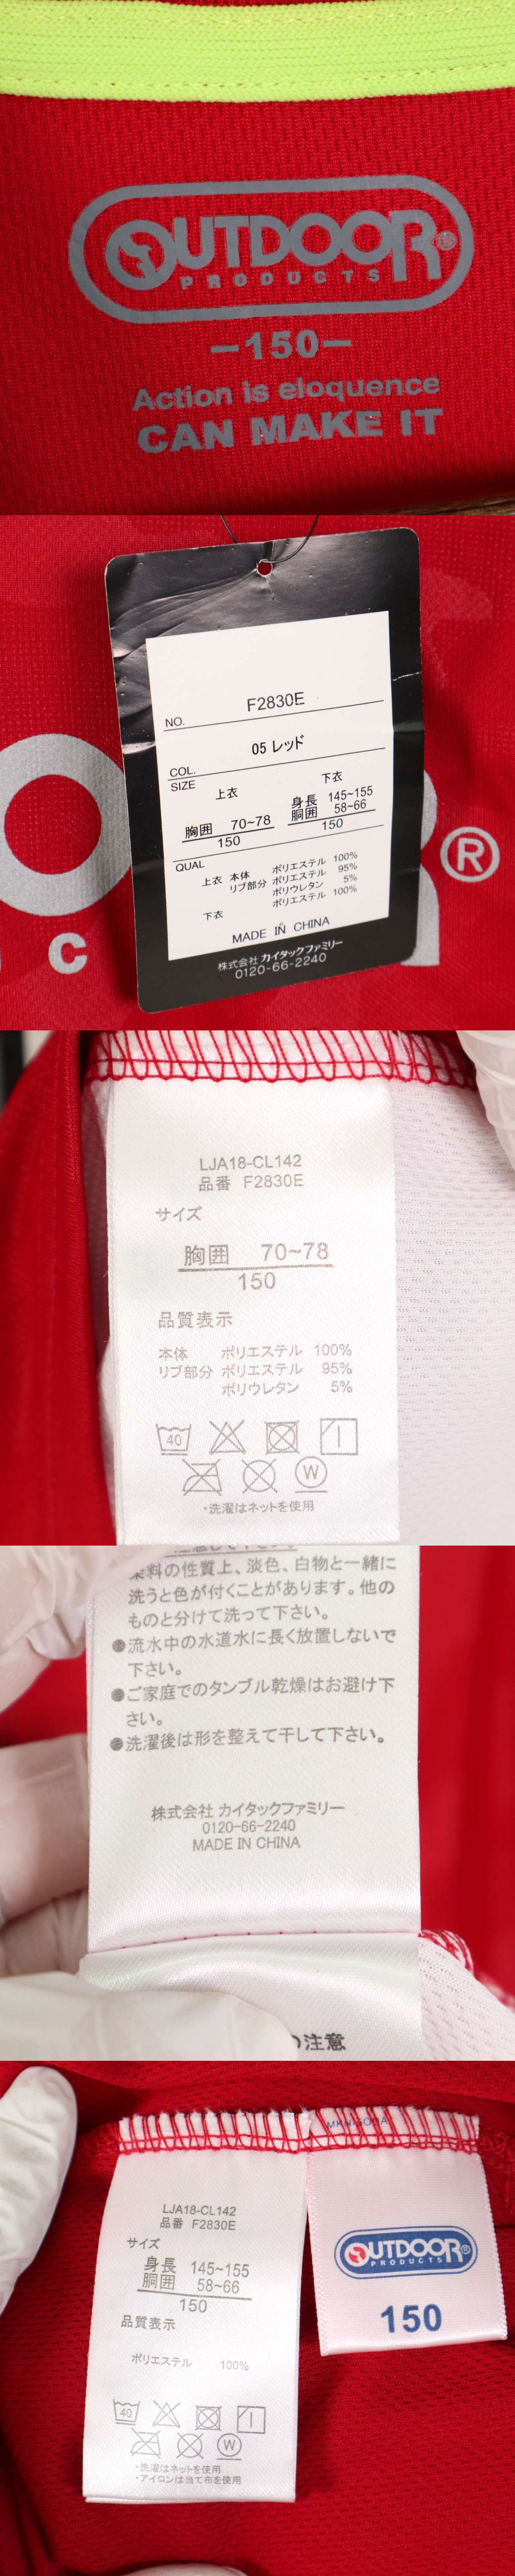 OUTDOOR®
PRODUCTS
-150-
Action is eloquence
CAN MAKE IT
NO. F2830E
COL. 05 レッド
SIZE
上衣 下衣
胸囲 70~78 身長 145~155
胴囲 58~66
150 150
QUAL
上衣 本体 ポリエステル 100%
リブ部分 ポリエステル 95%
ポリウレタン 5%
下衣 ポリエステル 100%
MADE IN CHINA
株式会社 カイタックファミリー
0120-66-2240
O R®
C
LJA18-CL142
品番 F2830E
サイズ
胸囲 70~78
150
品質表示
本体 ポリエステル 100%
リブ部分 ポリエステル 95%
ポリウレタン 5%
40
W
・洗濯はネットを使用
染料の性質上、淡色、白物と一緒に
洗うと色が付くことがあります。他の
ものと分けて洗って下さい。
●流水中の水道水に長く放置しないで
下さい。
●ご家庭でのタンブル乾燥はお避け下
さい。
●洗濯後は形を整えて干して下さい。
株式会社 カイタックファミリー
0120-66-2240
MADE IN CHINA
の注意
LJA18-CL142
品番 F2830E
サイズ
身長 145~155
胴囲 58~66
150
品質表示
ポリエステル 100%
40
W
・洗濯はネットを使用
・アイロンは当て布を使用
OUTDOOR®
PRODUCTS
150